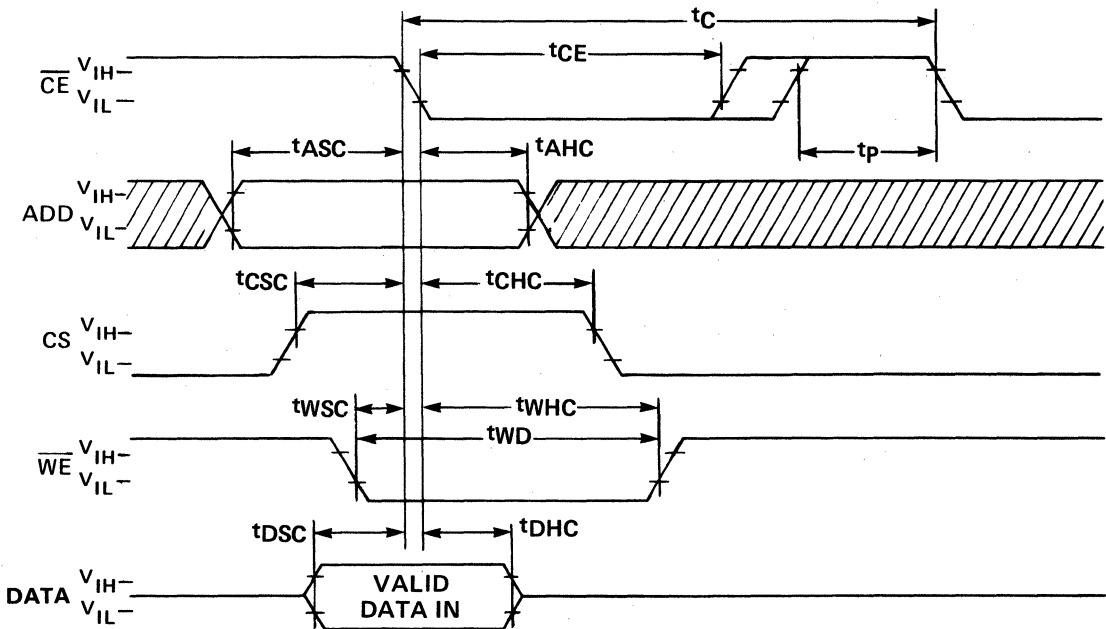 tC
tCE
CE VIH
VIL
tP
tASC
tAHC
ADD VIH
VIL
tCSC
tCHC
CS VIH
VIL
tWSC
tWHC
tWD
WE VIH
VIL
tDSC
tDHC
DATA VIH
VIL
VALID
DATA IN